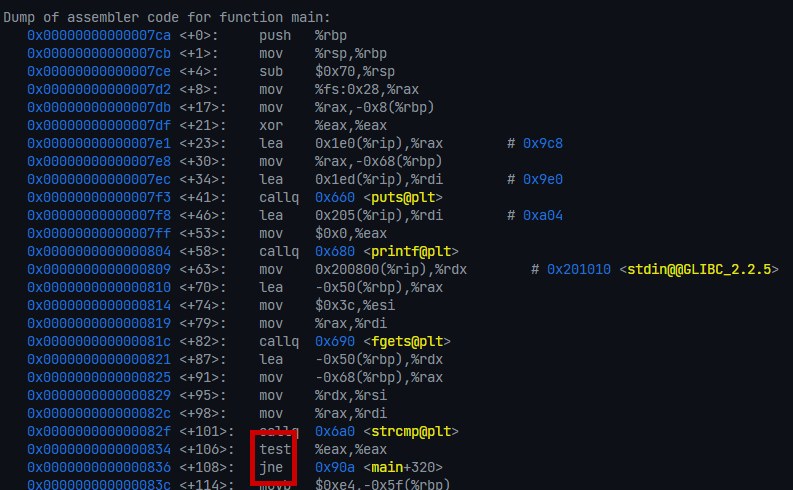 Dump of assembler code for function main:
0x00000000000007ca <+0>: push %rbp
0x00000000000007cb <+1>: mov %rsp,%rbp
0x00000000000007ce <+4>: sub $0x70,%rsp
0x00000000000007d2 <+8>: mov %fs:0x28,%rax
0x00000000000007db <+17>: mov %rax,-0x8(%rbp)
0x00000000000007df <+21>: xor %eax,%eax
0x00000000000007e1 <+23>: lea 0x1e0(%rip),%rax # 0x9c8
0x00000000000007e8 <+30>: mov %rax,-0x68(%rbp)
0x00000000000007ec <+34>: lea 0x1ed(%rip),%rdi # 0x9e0
0x00000000000007f3 <+41>: callq 0x660 <puts@plt>
0x00000000000007f8 <+46>: lea 0x205(%rip),%rdi # 0xa04
0x00000000000007ff <+53>: mov $0x0,%eax
0x0000000000000804 <+58>: callq 0x680 <printf@plt>
0x0000000000000809 <+63>: mov 0x200800(%rip),%rdx # 0x201010 <stdin@@GLIBC_2.2.5>
0x0000000000000810 <+70>: lea -0x50(%rbp),%rax
0x0000000000000814 <+74>: mov $0x3c,%esi
0x0000000000000819 <+79>: mov %rax,%rdi
0x000000000000081c <+82>: callq 0x690 <fgets@plt>
0x0000000000000821 <+87>: lea -0x50(%rbp),%rdx
0x0000000000000825 <+91>: mov -0x68(%rbp),%rax
0x0000000000000829 <+95>: mov %rdx,%rsi
0x000000000000082c <+98>: mov %rax,%rdi
0x000000000000082f <+101>: callq 0x6a0 <strcmp@plt>
0x0000000000000834 <+106>: test %eax,%eax
0x0000000000000836 <+108>: jne 0x90a <main+320>
0x000000000000083c <+114>: movb $0xe4,-0x5f(%rbp)